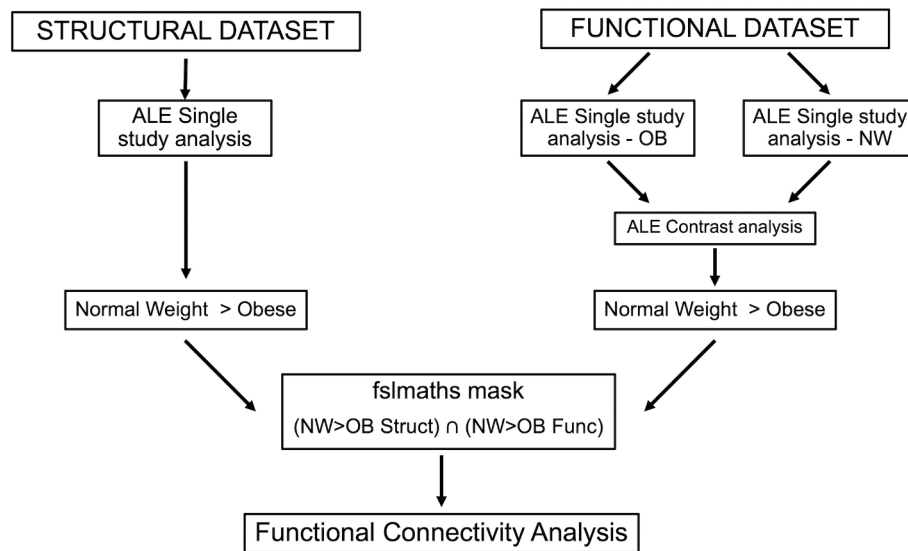 STRUCTURAL DATASET
ALE Single
study analysis
Normal Weight > Obese
FUNCTIONAL DATASET
ALE Single study
analysis - OB
ALE Single study
analysis - NW
ALE Contrast analysis
Normal Weight > Obese
fslmaths mask
(NW>OB Struct) ∩ (NW>OB Func)
Functional Connectivity Analysis